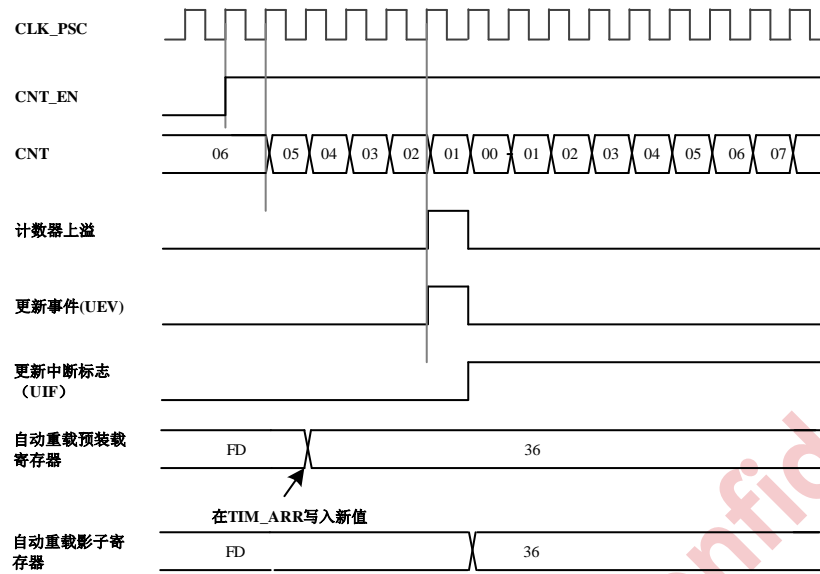 CLK_PSC
CNT_EN
CNT 06 05 04 03 02 01 00 01 02 03 04 05 06 07
计数器上溢
更新事件(UEV)
更新中断标志
（UIF）
自动重载预装载
寄存器
FD 36
在TIM_ARR写入新值
自动重载影子寄
存器
FD 36
onfid